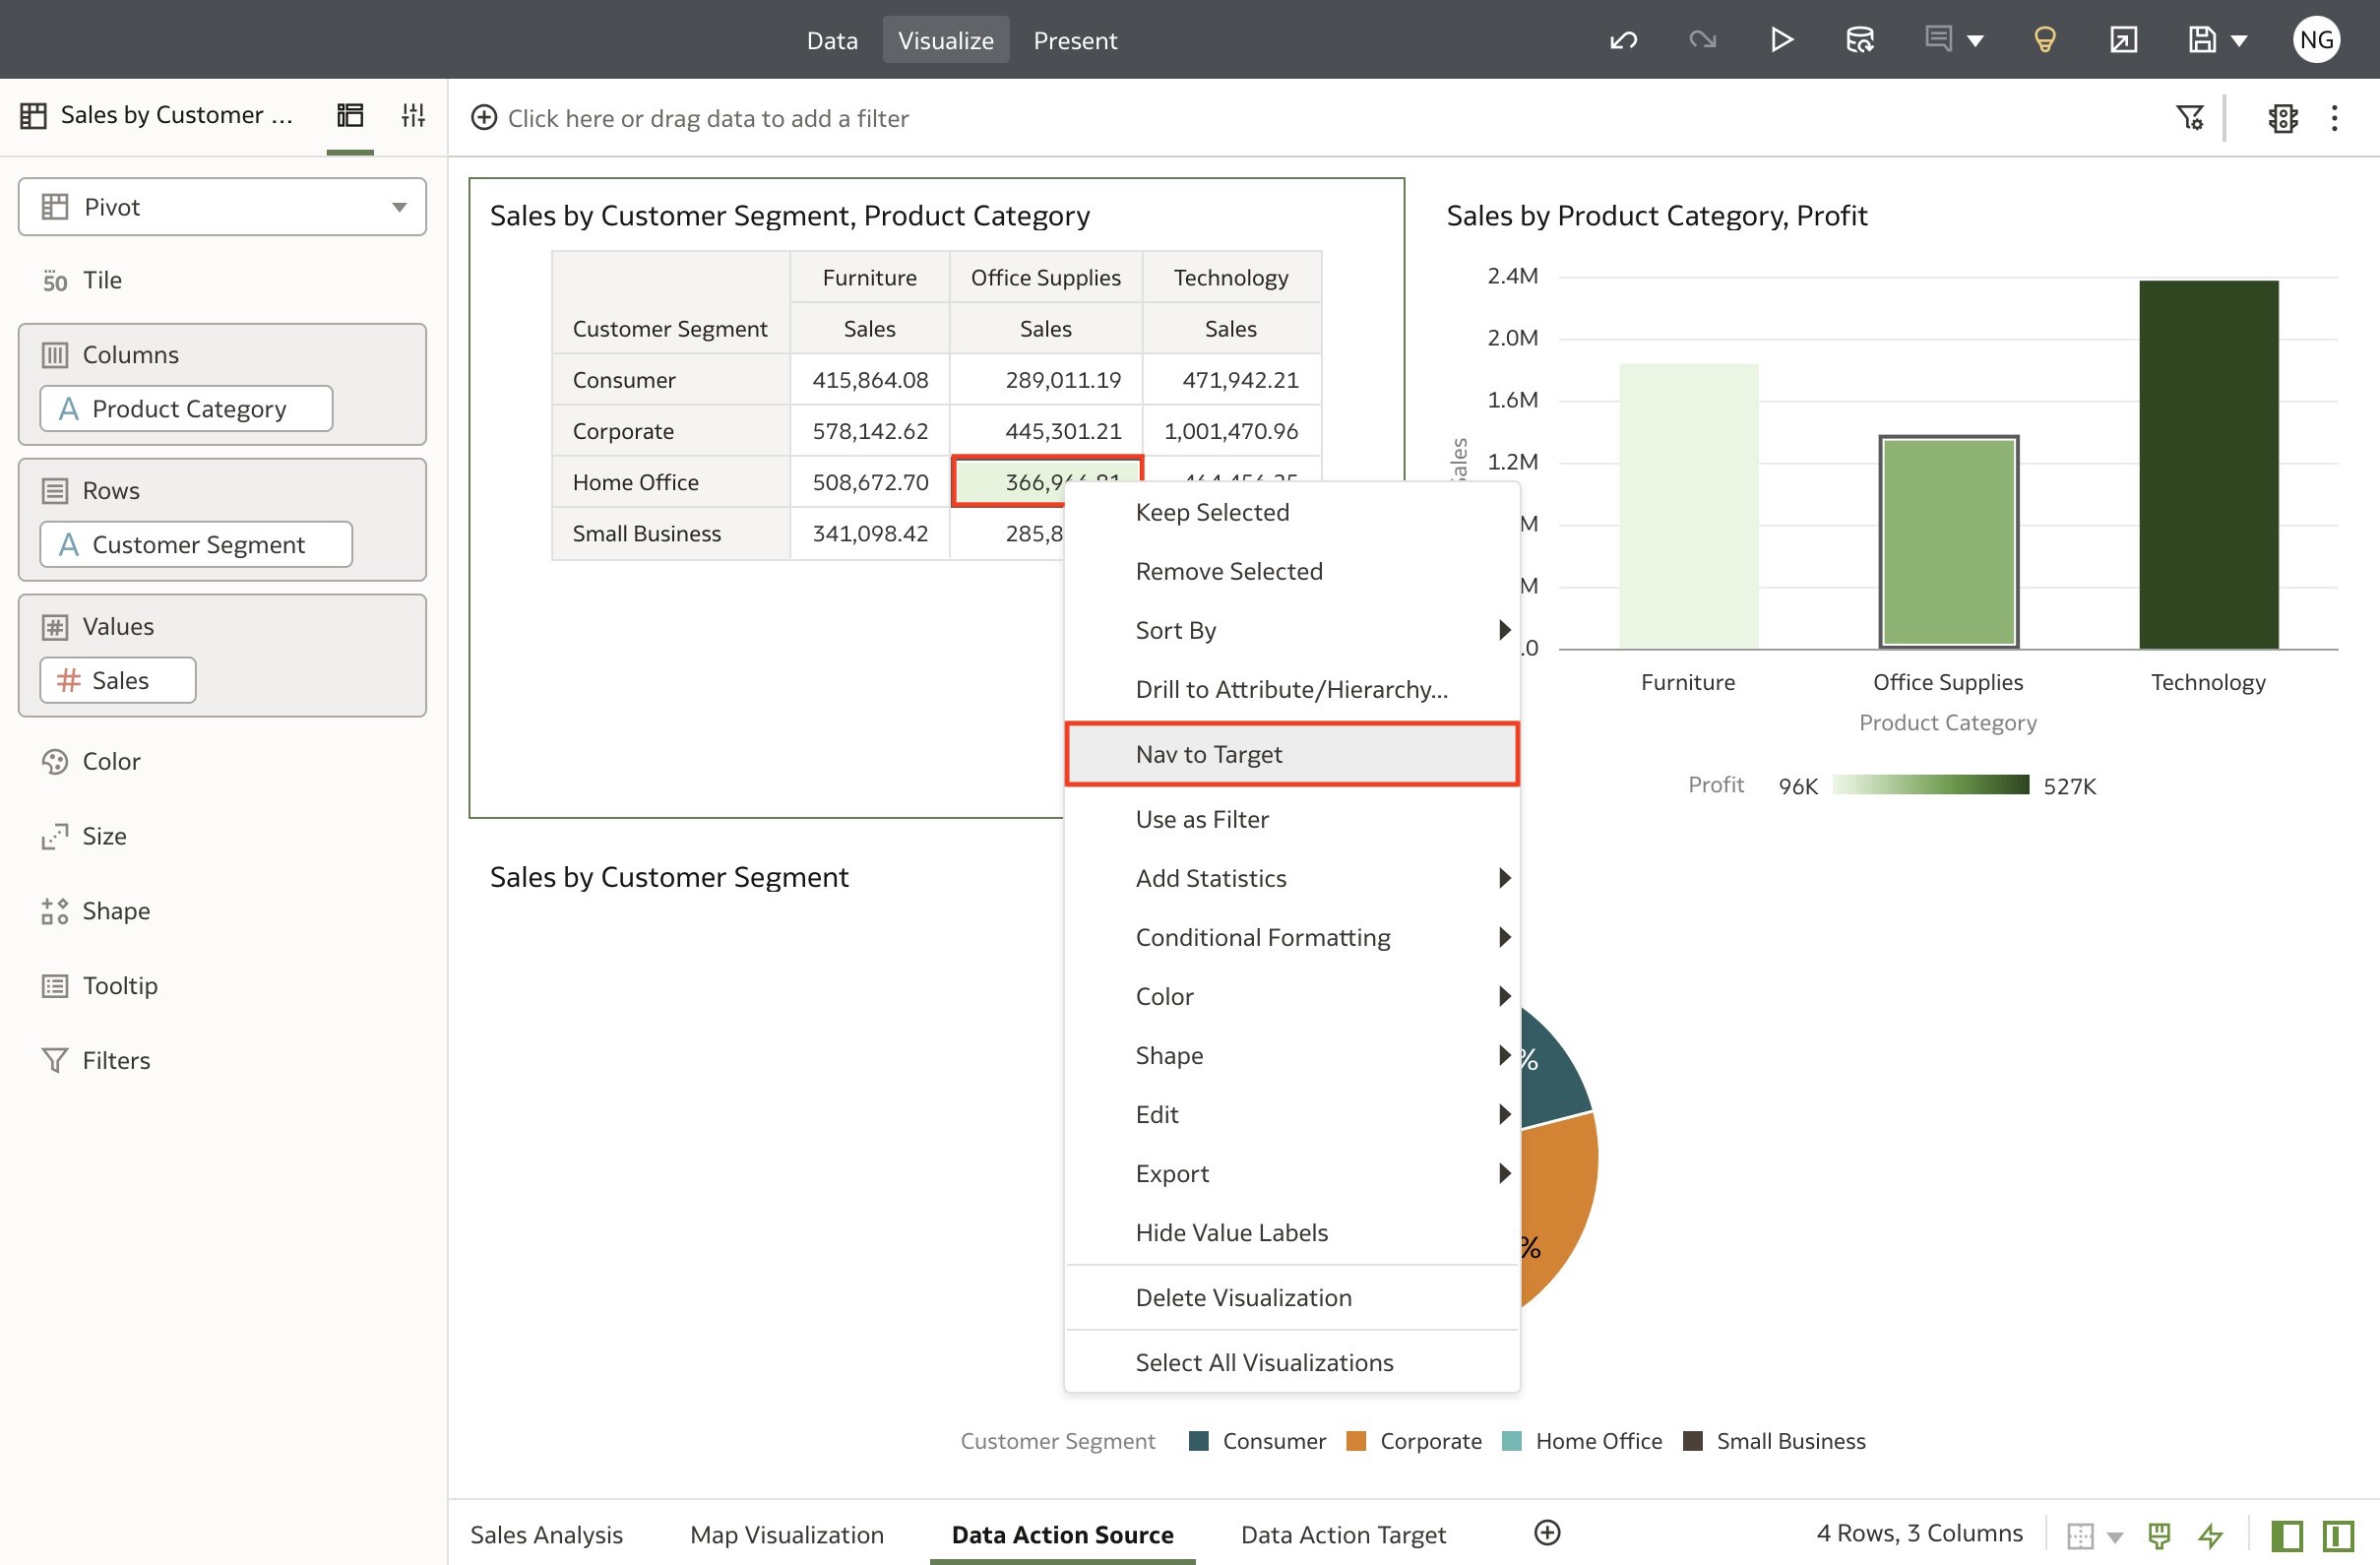 Data Visualize Present
NG
Sales by Customer ...
Click here or drag data to add a filter
Pivot
Tile
Columns
Product Category
Rows
Customer Segment
Values
Sales
Color
Size
Shape
Tooltip
Filters
Sales by Customer Segment, Product Category
Furniture Office Supplies Technology
Customer Segment Sales Sales Sales
Consumer 415,864.08 289,011.19 471,942.21
Corporate 578,142.62 445,301.21 1,001,470.96
Home Office 508,672.70 366,966.81 464,456.35
Small Business 341,098.42 285,8
Keep Selected
Remove Selected
Sort By
Drill to Attribute/Hierarchy...
Nav to Target
Use as Filter
Add Statistics
Conditional Formatting
Color
Shape
Edit
Export
Hide Value Labels
Delete Visualization
Select All Visualizations
Sales by Product Category, Profit
2.4M
2.0M
1.6M
1.2M
M
M
.0
Sales
Furniture Office Supplies Technology
Product Category
Profit 96K 527K
Sales by Customer Segment
%
%
Customer Segment Consumer Corporate Home Office Small Business
Sales Analysis Map Visualization Data Action Source Data Action Target
4 Rows, 3 Columns